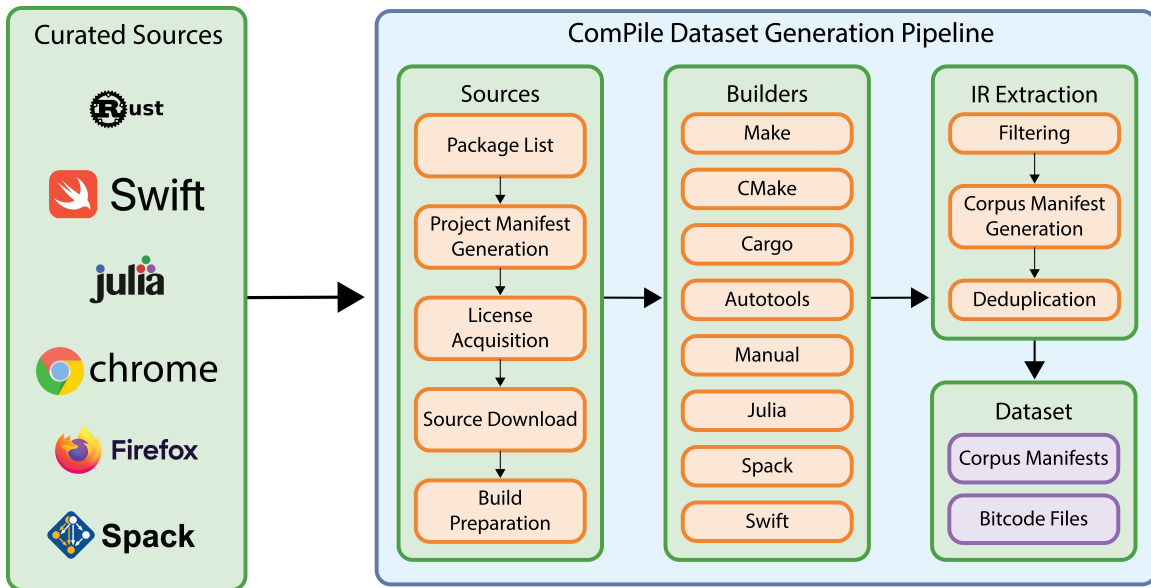 Curated Sources
Rust
Swift
julia
chrome
Firefox
Spack
ComPile Dataset Generation Pipeline
Sources
Package List
Project Manifest
Generation
License
Acquisition
Source Download
Build
Preparation
Builders
Make
CMake
Cargo
Autotools
Manual
Julia
Spack
Swift
IR Extraction
Filtering
Corpus Manifest
Generation
Deduplication
Dataset
Corpus Manifests
Bitcode Files